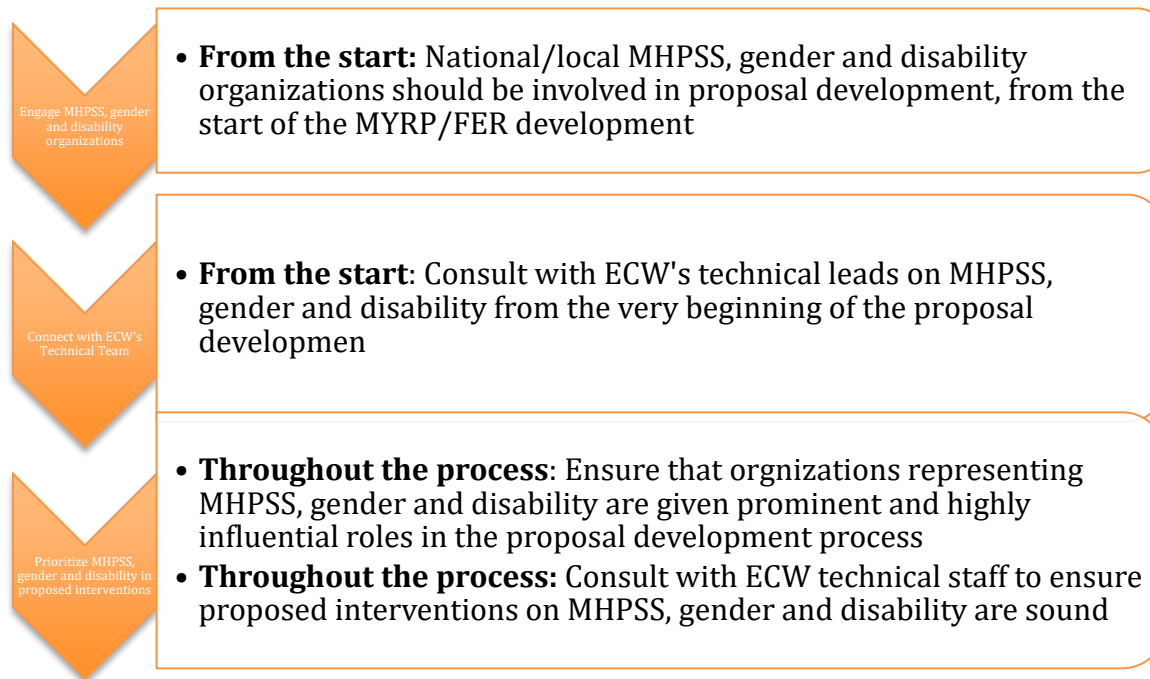 Engage MHPSS, gender
and disability
organizations
• From the start: National/local MHPSS, gender and disability
organizations should be involved in proposal development, from the
start of the MYRP/FER development
Connect with ECW's
Technical Team
• From the start: Consult with ECW's technical leads on MHPSS,
gender and disability from the very beginning of the proposal
developmen
Prioritize MHPSS,
gender and disability in
proposed interventions
• Throughout the process: Ensure that orgnizations representing
MHPSS, gender and disability are given prominent and highly
influential roles in the proposal development process
• Throughout the process: Consult with ECW technical staff to ensure
proposed interventions on MHPSS, gender and disability are sound